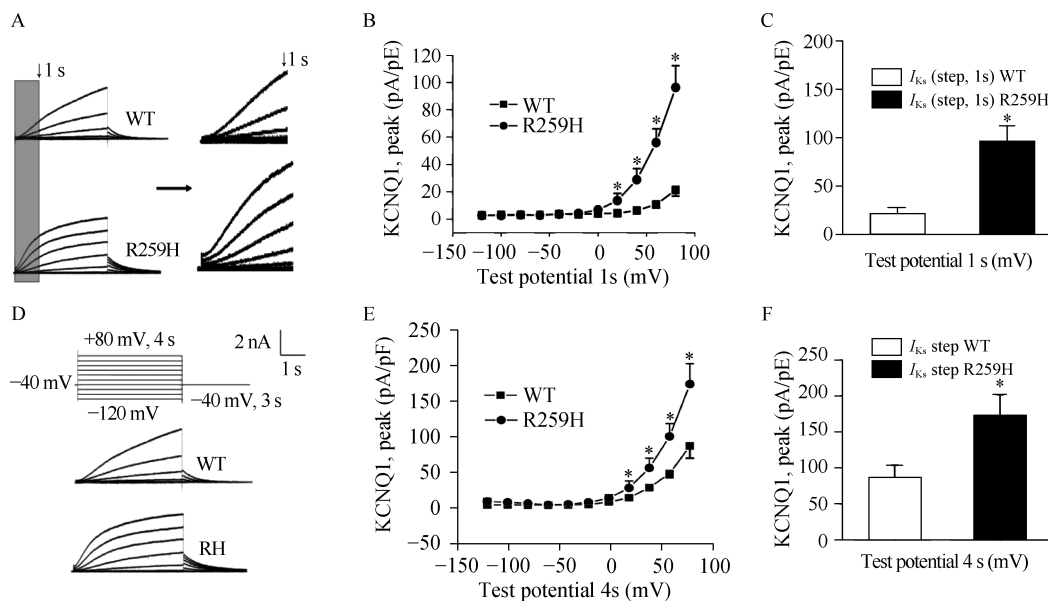 A
1 s
WT
R259H
1 s
B
KCNQ1, peak (pA/pE)
120
100
80
60
40
20
0
WT
R259H
* * * *
−150 −100 −50 0 50 100
Test potential 1s (mV)
C
KCNQ1, peak (pA/pE)
200
150
100
50
0
IKs (step, 1s) WT
IKs (step, 1s) R259H
*
Test potential 1 s (mV)
D
+80 mV, 4 s
−40 mV
−120 mV
−40 mV, 3 s
2 nA
1 s
WT
RH
E
KCNQ1, peak (pA/pF)
250
200
150
100
50
0
−50
WT
R259H
* * * *
−150 −100 −50 0 50 100
Test potential 4s (mV)
F
KCNQ1, peak (pA/pE)
250
200
150
100
50
0
IKs step WT
IKs step R259H
*
Test potential 4 s (mV)